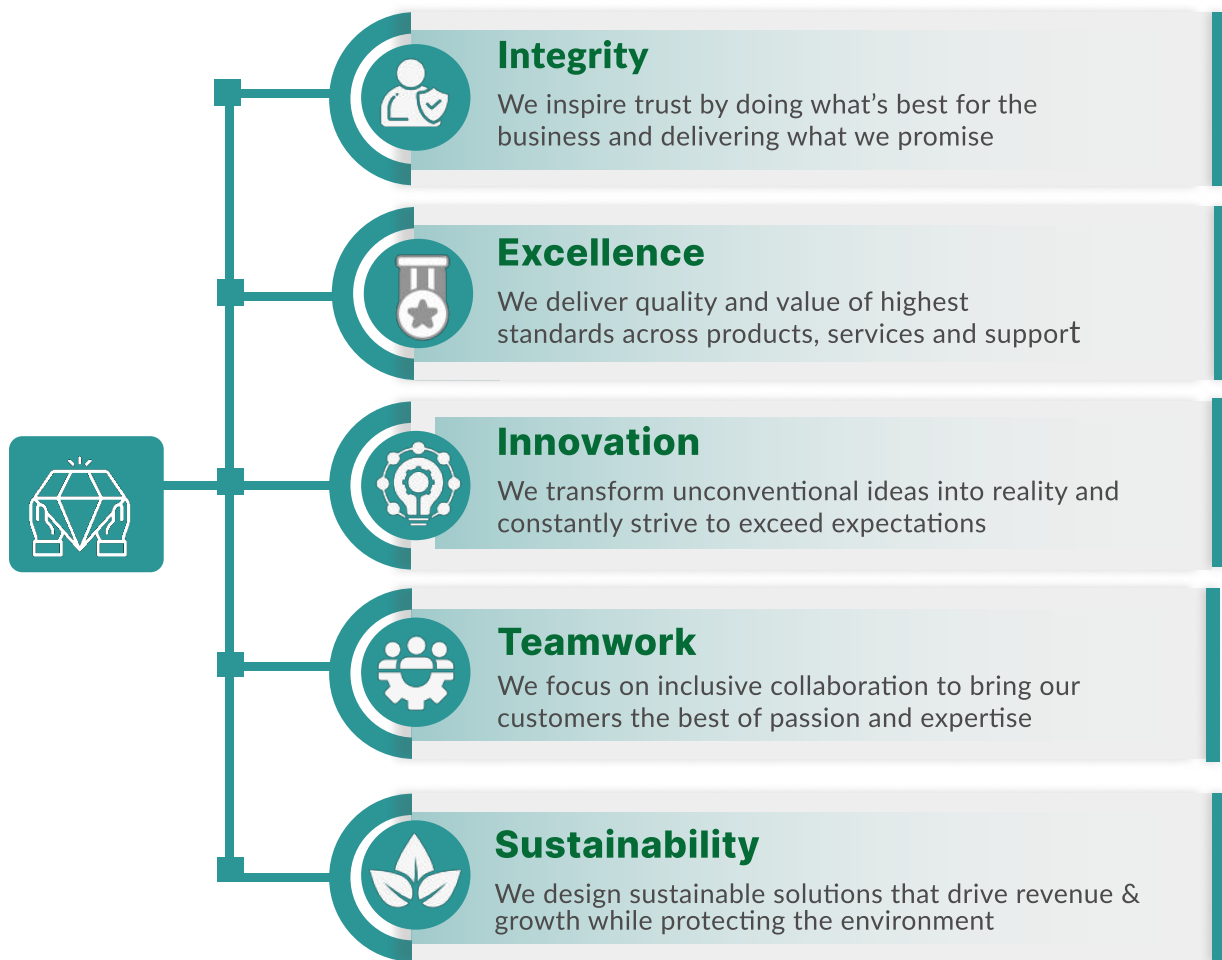 Integrity
We inspire trust by doing what’s best for the
business and delivering what we promise
Excellence
We deliver quality and value of highest
standards across products, services and support
Innovation
We transform unconventional ideas into reality and
constantly strive to exceed expectations
Teamwork
We focus on inclusive collaboration to bring our
customers the best of passion and expertise
Sustainability
We design sustainable solutions that drive revenue &
growth while protecting the environment